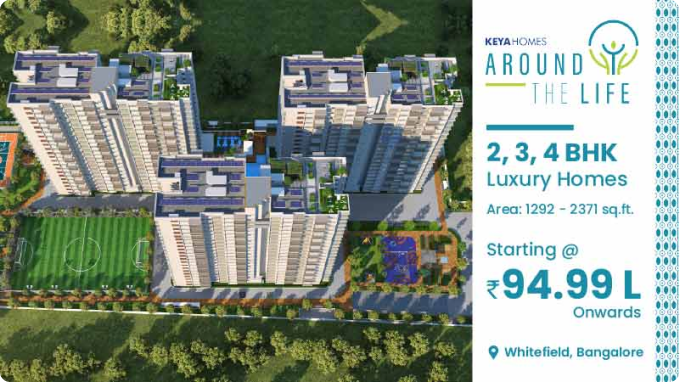 KEYA HOMES
AROUND
THE LIFE
2, 3, 4 BHK
Luxury Homes
Area: 1292 - 2371 sq.ft.
Starting @
₹94.99 L
Onwards
Whitefield, Bangalore